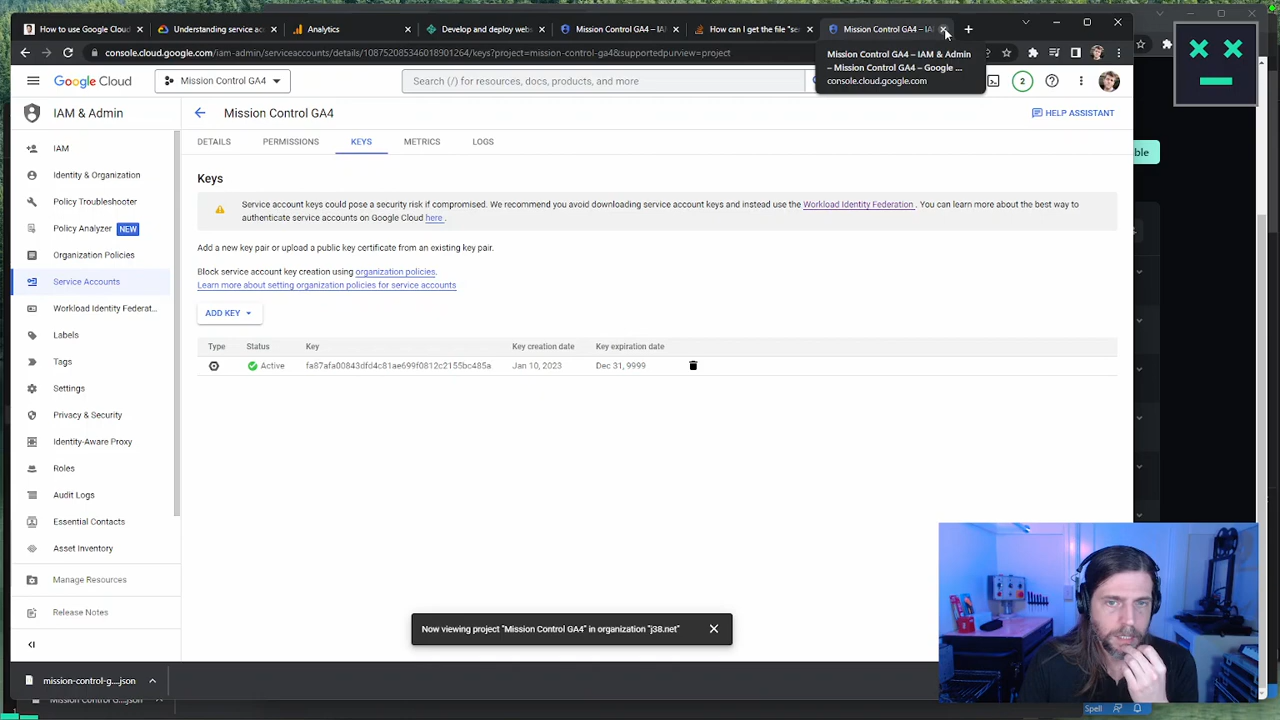 How to use Google Cloud
Understanding service ac
Analytics
Develop and deploy webs
Mission Control GA4 – IA
How can I get the file "ser
Mission Control GA4 – IA
console.cloud.google.com/iam-admin/serviceaccounts/details/108752085346018901264/keys?project=mission-control-ga4&supportedpurview=project
Mission Control GA4 – IAM & Admin
– Mission Control GA4 – Google ...
console.cloud.google.com
Google Cloud
Mission Control GA4
Search (/) for resources, docs, products, and more
2
IAM & Admin
Mission Control GA4
HELP ASSISTANT
DETAILS
PERMISSIONS
KEYS
METRICS
LOGS
IAM
Identity & Organization
Policy Troubleshooter
Policy Analyzer NEW
Organization Policies
Service Accounts
Workload Identity Federat...
Labels
Tags
Settings
Privacy & Security
Identity-Aware Proxy
Roles
Audit Logs
Essential Contacts
Asset Inventory
Manage Resources
Release Notes
Keys
Service account keys could pose a security risk if compromised. We recommend you avoid downloading service account keys and instead use the Workload Identity Federation . You can learn more about the best way to
authenticate service accounts on Google Cloud here .
Add a new key pair or upload a public key certificate from an existing key pair.
Block service account key creation using organization policies.
Learn more about setting organization policies for service accounts
ADD KEY
Type Status Key Key creation date Key expiration date
Active fa87afa00843dfd4c81ae699f0812c2155bc485a Jan 10, 2023 Dec 31, 9999
Now viewing project "Mission Control GA4" in organization "j38.net"
mission-control-g....json
Mission Control G....json
ble
Spell